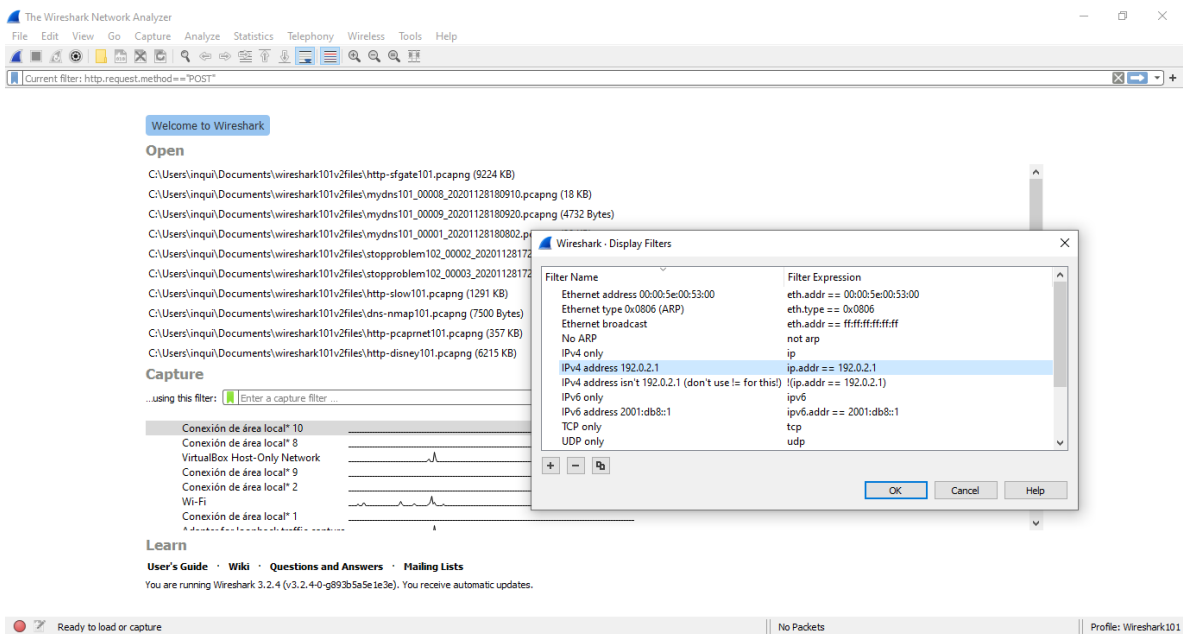 The Wireshark Network Analyzer
File Edit View Go Capture Analyze Statistics Telephony Wireless Tools Help
Current filter: http.request.method=="POST"
Welcome to Wireshark
Open
C:\Users\inqui\Documents\wireshark101v2files\http-sfgate101.pcapng (9224 KB)
C:\Users\inqui\Documents\wireshark101v2files\mydns101_00008_20201128180910.pcapng (18 KB)
C:\Users\inqui\Documents\wireshark101v2files\mydns101_00009_20201128180920.pcapng (4732 Bytes)
C:\Users\inqui\Documents\wireshark101v2files\mydns101_00001_20201128180802.p
C:\Users\inqui\Documents\wireshark101v2files\stopproblem102_00002_2020112817
C:\Users\inqui\Documents\wireshark101v2files\stopproblem102_00003_2020112817
C:\Users\inqui\Documents\wireshark101v2files\http-slow101.pcapng (1291 KB)
C:\Users\inqui\Documents\wireshark101v2files\dns-nmap101.pcapng (7500 Bytes)
C:\Users\inqui\Documents\wireshark101v2files\http-pcaprnet101.pcapng (357 KB)
C:\Users\inqui\Documents\wireshark101v2files\http-disney101.pcapng (6215 KB)
Capture
...using this filter: Enter a capture filter ...
Conexión de área local* 10
Conexión de área local* 8
VirtualBox Host-Only Network
Conexión de área local* 9
Conexión de área local* 2
Wi-Fi
Conexión de área local* 1
Adapter for loopback traffic capture
Wireshark · Display Filters
Filter Name Filter Expression
Ethernet address 00:00:5e:00:53:00 eth.addr == 00:00:5e:00:53:00
Ethernet type 0x0806 (ARP) eth.type == 0x0806
Ethernet broadcast eth.addr == ff:ff:ff:ff:ff:ff
No ARP not arp
IPv4 only ip
IPv4 address 192.0.2.1 ip.addr == 192.0.2.1
IPv4 address isn't 192.0.2.1 (don't use != for this!) !(ip.addr == 192.0.2.1)
IPv6 only ipv6
IPv6 address 2001:db8::1 ipv6.addr == 2001:db8::1
TCP only tcp
UDP only udp
OK Cancel Help
Learn
User's Guide · Wiki · Questions and Answers · Mailing Lists
You are running Wireshark 3.2.4 (v3.2.4-0-g893b5a5e1e3e). You receive automatic updates.
Ready to load or capture No Packets Profile: Wireshark101